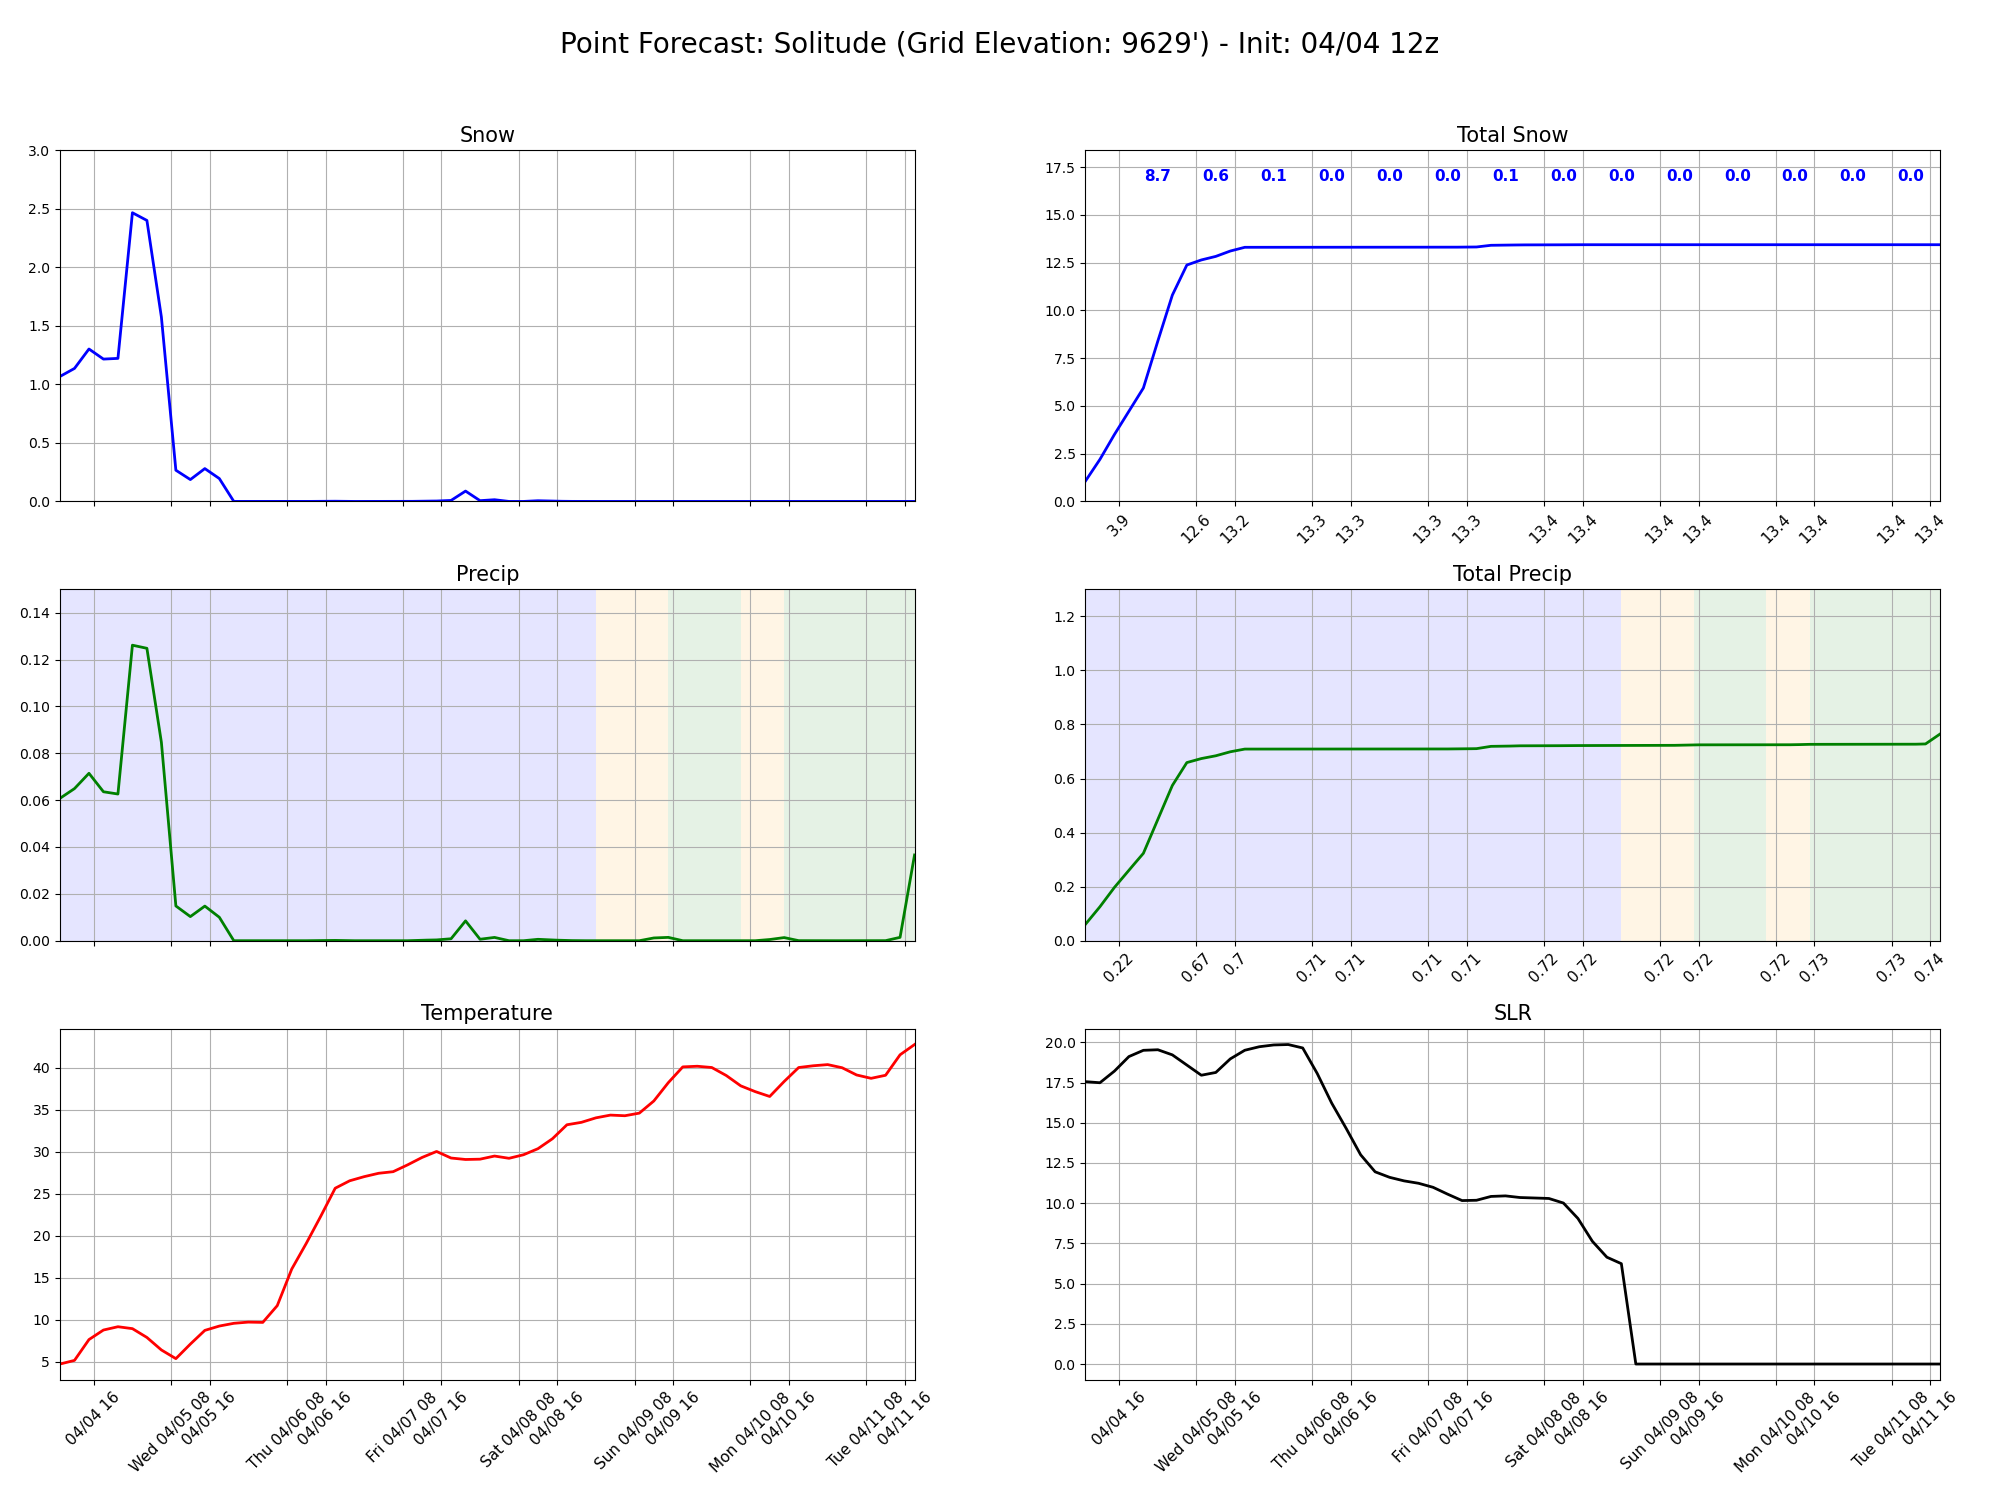 Point Forecast: Solitude (Grid Elevation: 9629') - Init: 04/04 12z
Snow
3.0
2.5
2.0
1.5
1.0
0.5
0.0
Total Snow
17.5
15.0
12.5
10.0
7.5
5.0
2.5
0.0
8.7 0.6 0.1 0.0 0.0 0.0 0.1 0.0 0.0 0.0 0.0 0.0 0.0 0.0
3.9 12.6 13.2 13.3 13.3 13.3 13.3 13.4 13.4 13.4 13.4 13.4 13.4 13.4 13.4
Precip
0.14
0.12
0.10
0.08
0.06
0.04
0.02
0.00
Total Precip
1.2
1.0
0.8
0.6
0.4
0.2
0.0
0.22 0.67 0.7 0.71 0.71 0.71 0.71 0.72 0.72 0.72 0.72 0.72 0.73 0.73 0.74
Temperature
40
35
30
25
20
15
10
5
04/04 16
Wed 04/05 08
04/05 16
Thu 04/06 08
04/06 16
Fri 04/07 08
04/07 16
Sat 04/08 08
04/08 16
Sun 04/09 08
04/09 16
Mon 04/10 08
04/10 16
Tue 04/11 08
04/11 16
SLR
20.0
17.5
15.0
12.5
10.0
7.5
5.0
2.5
0.0
04/04 16
Wed 04/05 08
04/05 16
Thu 04/06 08
04/06 16
Fri 04/07 08
04/07 16
Sat 04/08 08
04/08 16
Sun 04/09 08
04/09 16
Mon 04/10 08
04/10 16
Tue 04/11 08
04/11 16